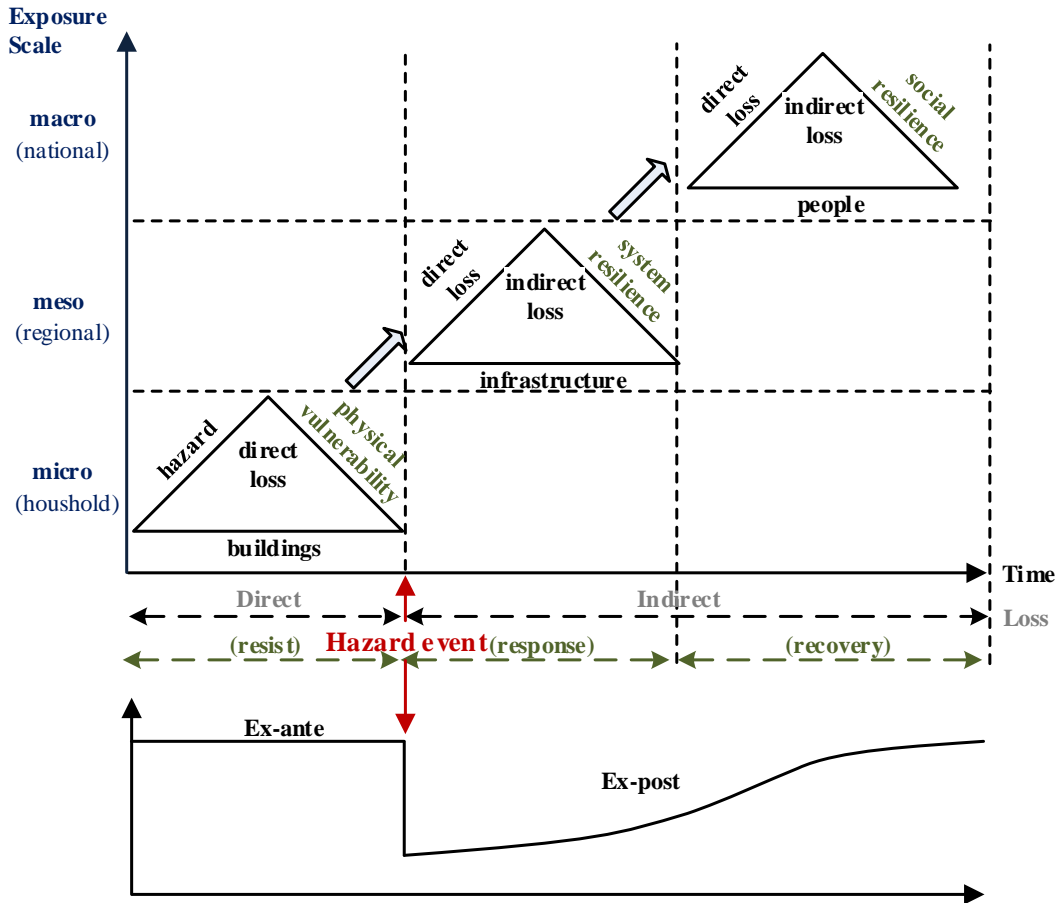 Exposure
Scale
macro
(national)
direct
loss
indirect
loss
social
resilience
people
meso
(regional)
direct
loss
indirect
loss
system
resilience
infrastructure
micro
(houshold)
hazard
direct
loss
physical
vulnerability
buildings
Time
Direct
Indirect
Loss
(resist)
Hazard event
(response)
(recovery)
Ex-ante
Ex-post